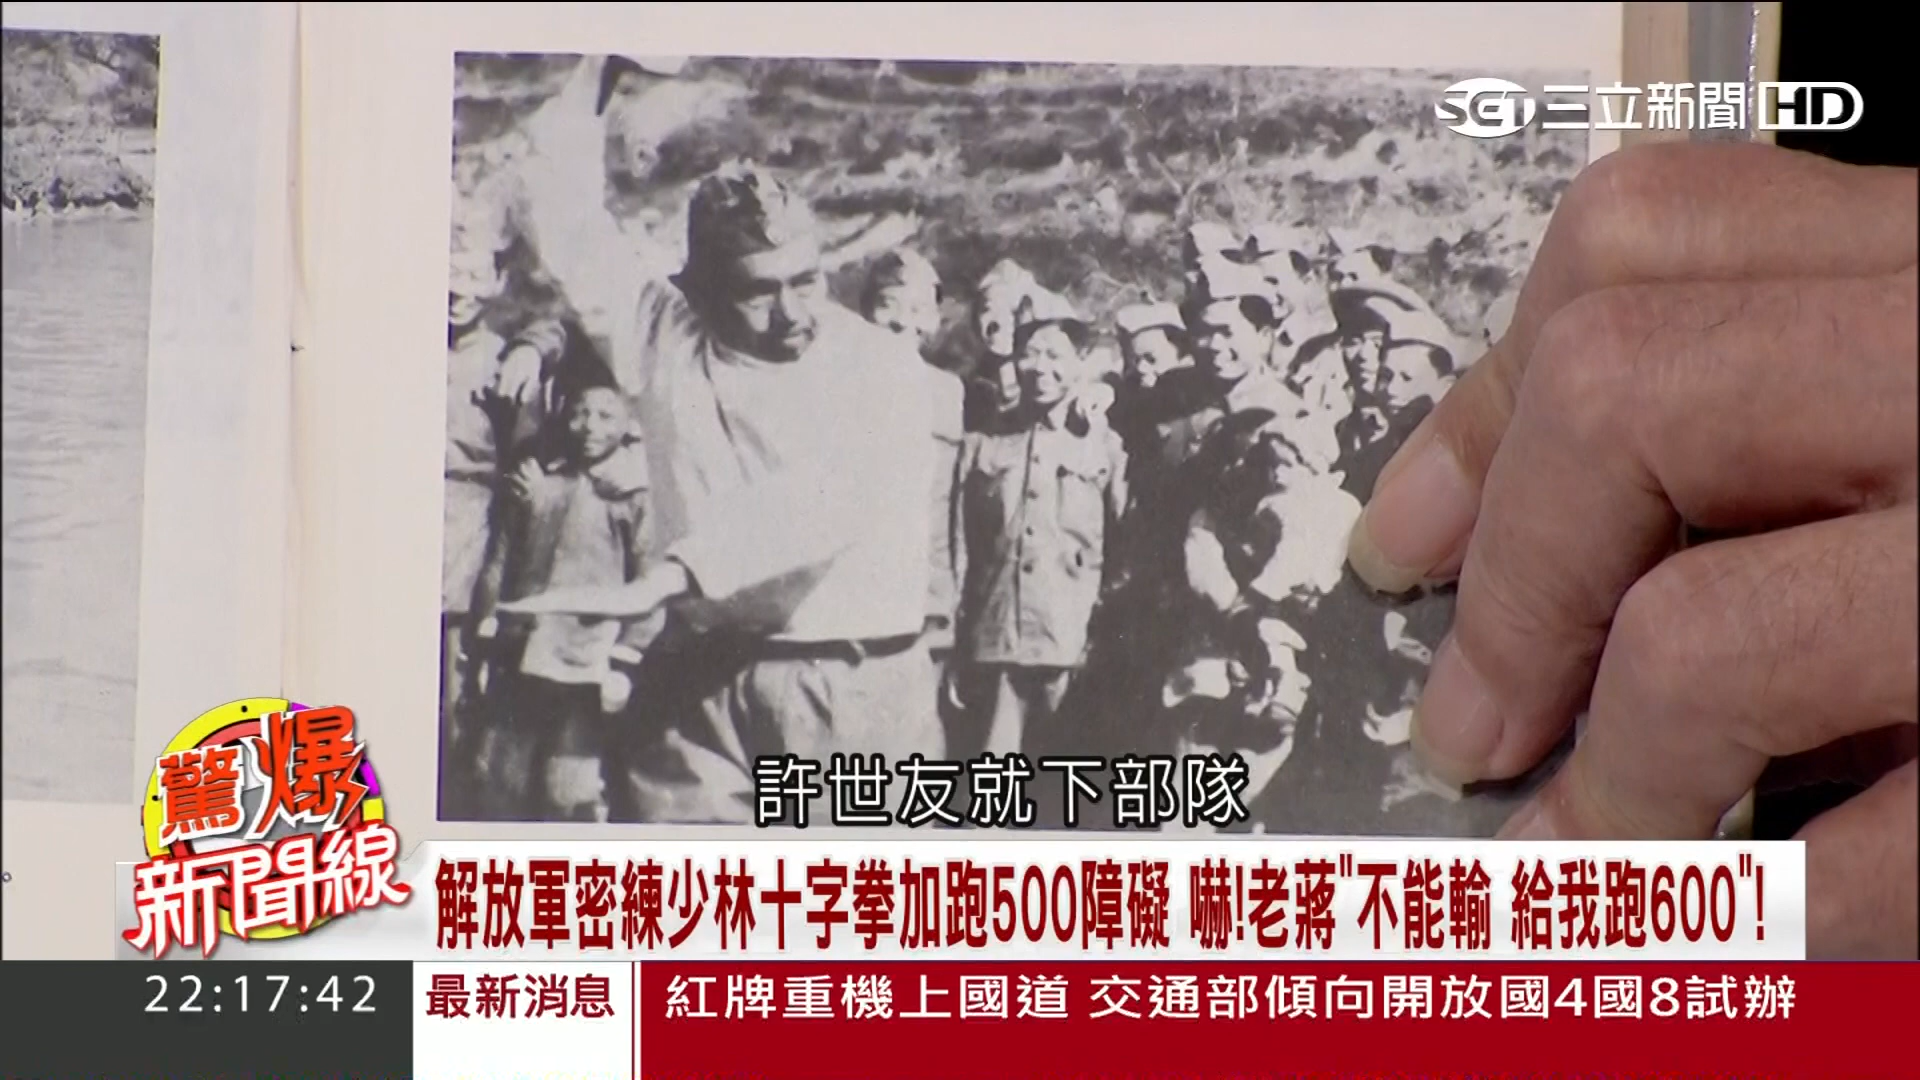 SET三立新聞HD
許世友就下部隊
驚爆
新聞線
解放軍密練少林十字拳加跑500障礙 嚇!老蔣"不能輸 給我跑600"!
22:17:42
最新消息
紅牌重機上國道 交通部傾向開放國4國8試辦